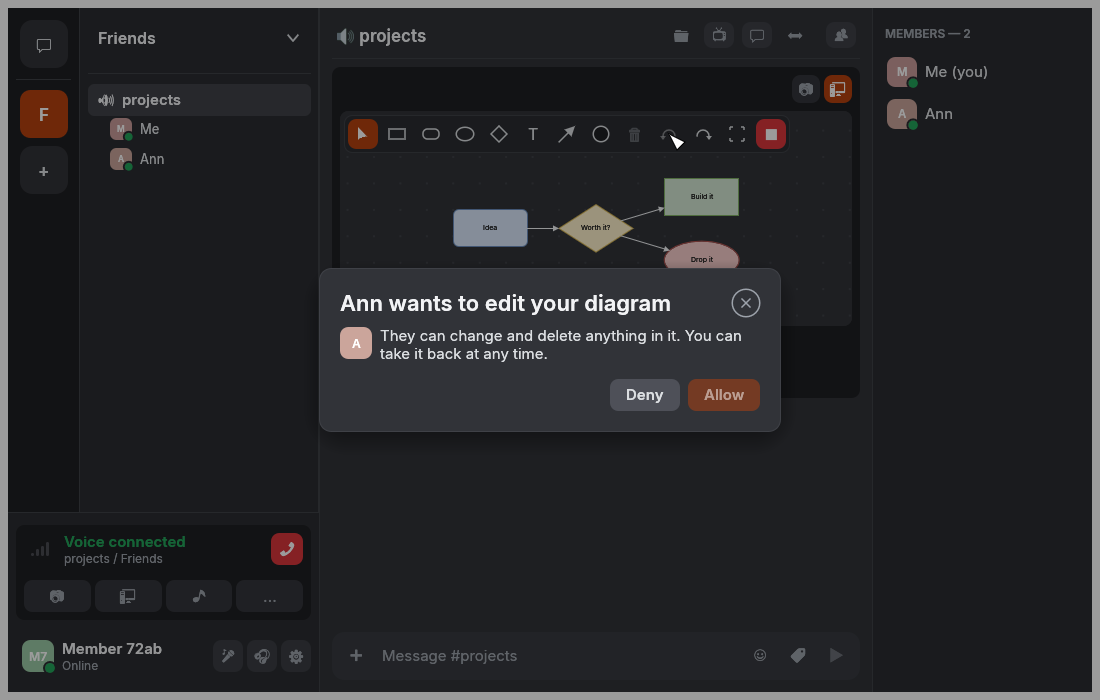 Friends
F
+
projects
M
Me
A
Ann
projects
MEMBERS — 2
M
Me (you)
A
Ann
T
Idea
Worth it?
Build it
Drop it
Ann wants to edit your diagram
A
They can change and delete anything in it. You can
take it back at any time.
Deny
Allow
Voice connected
projects / Friends
...
M7
Member 72ab
Online
+
Message #projects